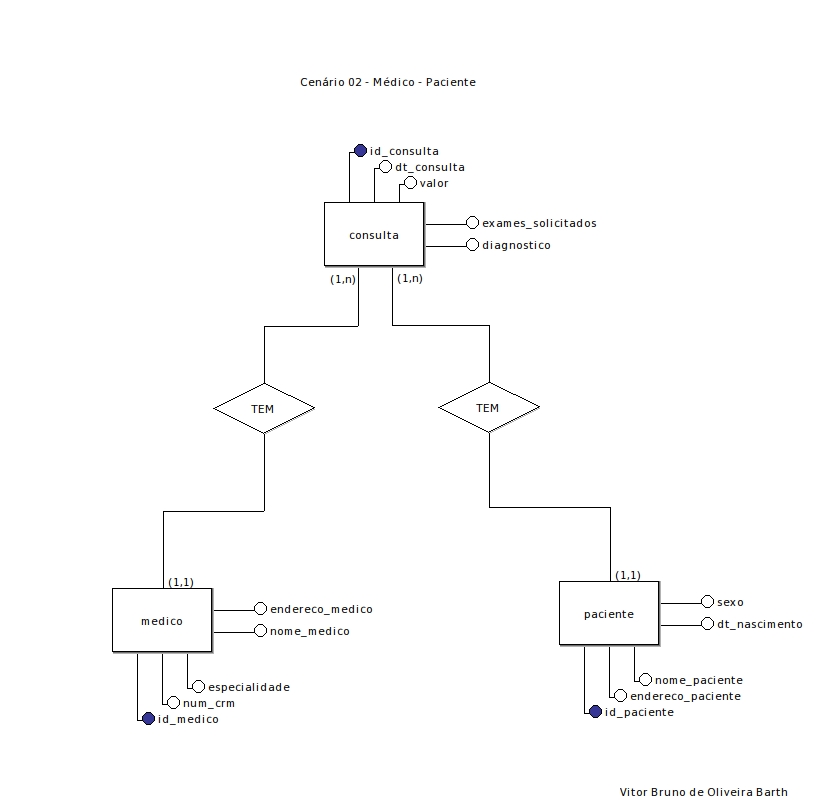 Cenário 02 - Médico - Paciente
id_consulta
dt_consulta
valor
consulta
exames_solicitados
diagnostico
(1,n)
(1,n)
TEM
TEM
(1,1)
medico
endereco_medico
nome_medico
especialidade
num_crm
id_medico
(1,1)
paciente
sexo
dt_nascimento
nome_paciente
endereco_paciente
id_paciente
Vitor Bruno de Oliveira Barth